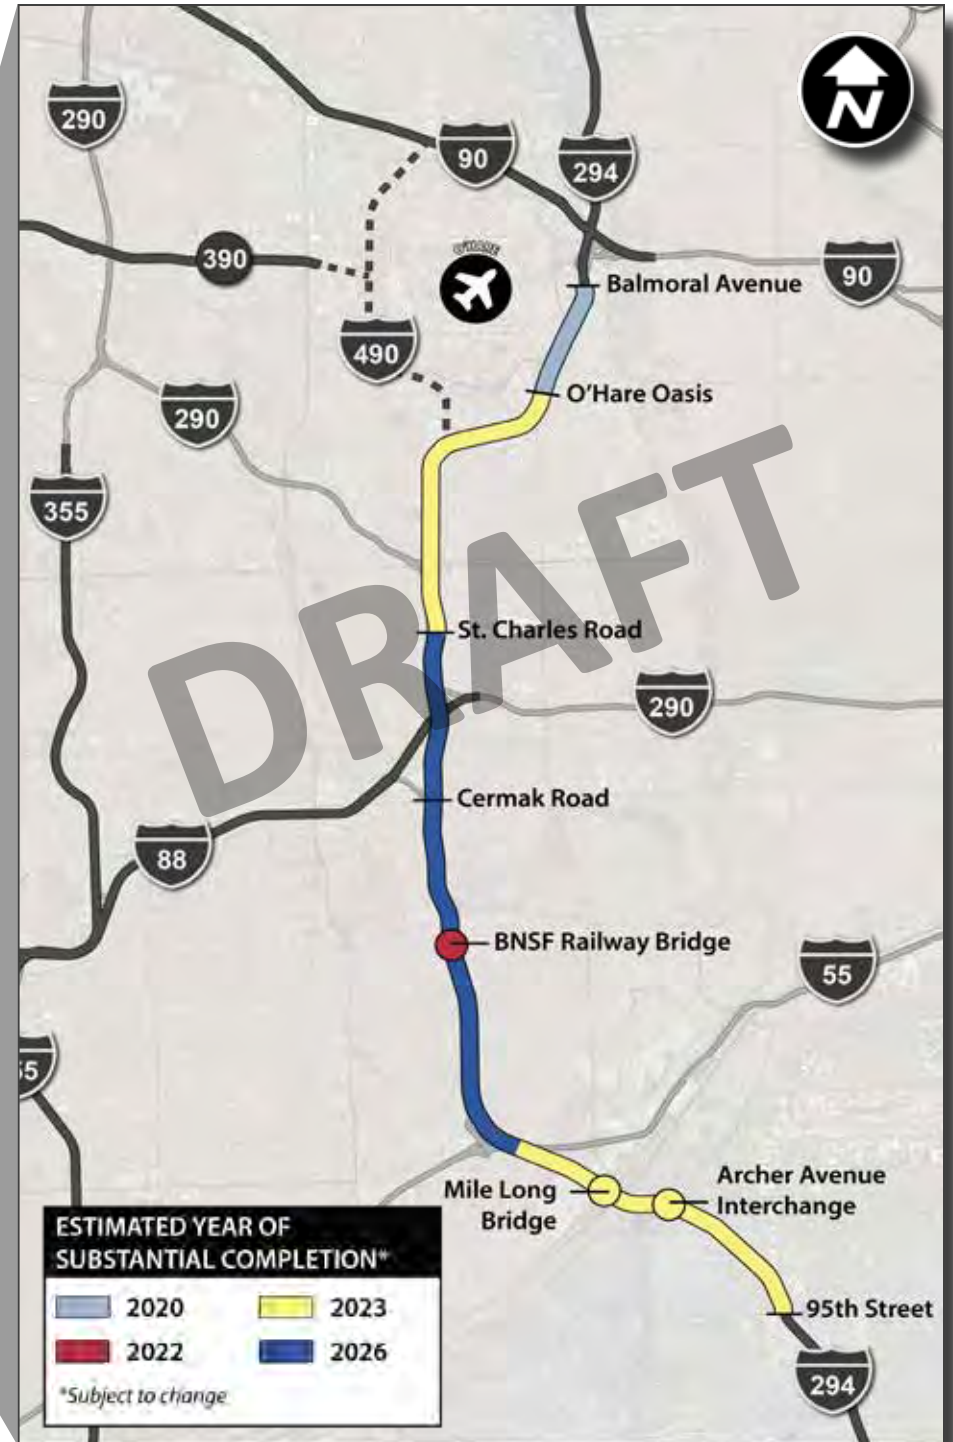 290
90
294
N
390
O'HARE
90
Balmoral Avenue
490
O'Hare Oasis
290
355
DRAFT
St. Charles Road
290
Cermak Road
88
BNSF Railway Bridge
55
55
Mile Long
Bridge
Archer Avenue
Interchange
95th Street
294
ESTIMATED YEAR OF
SUBSTANTIAL COMPLETION*
2020
2023
2022
2026
*Subject to change